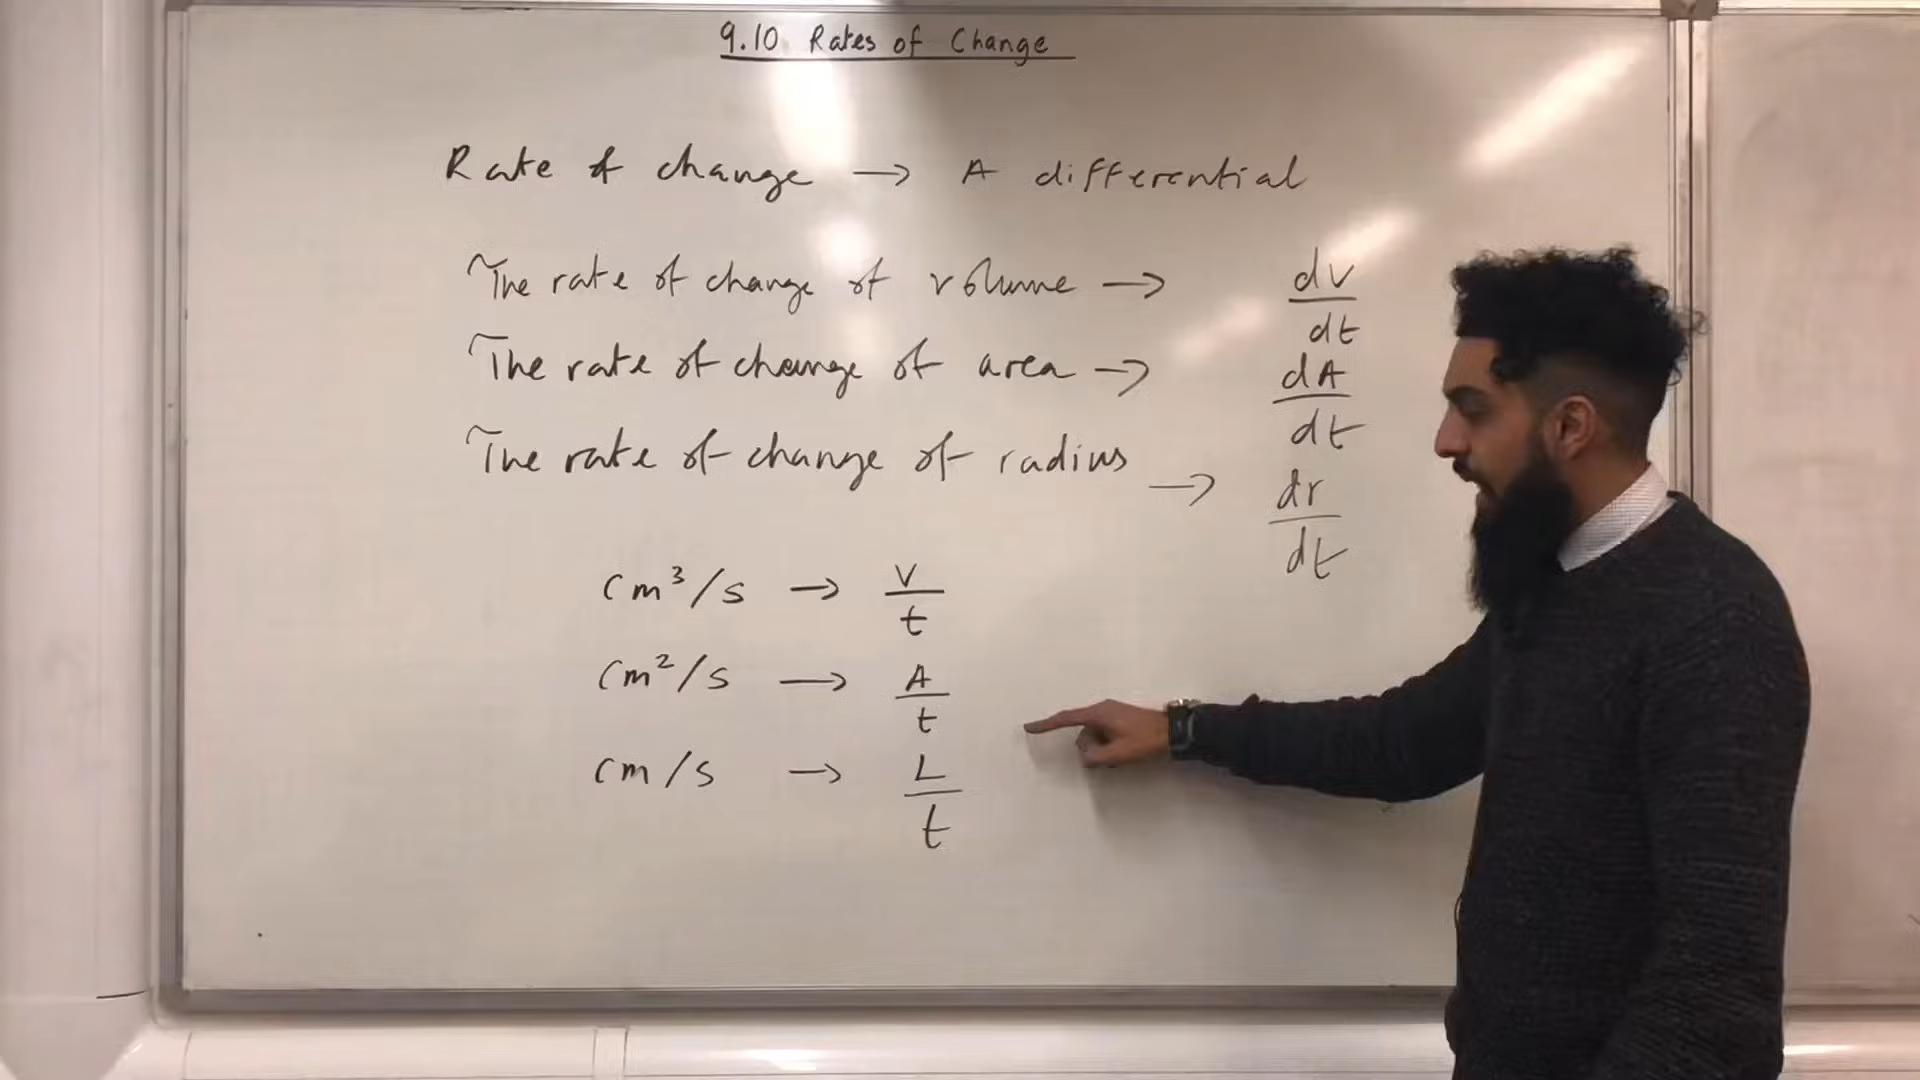 9.10 Rates of Change
Rate of change → A differential
The rate of change of volume → dv/dt
The rate of change of area → dA/dt
The rate of change of radius → dr/dt
cm³/s → V/t
cm²/s → A/t
cm/s → L/t